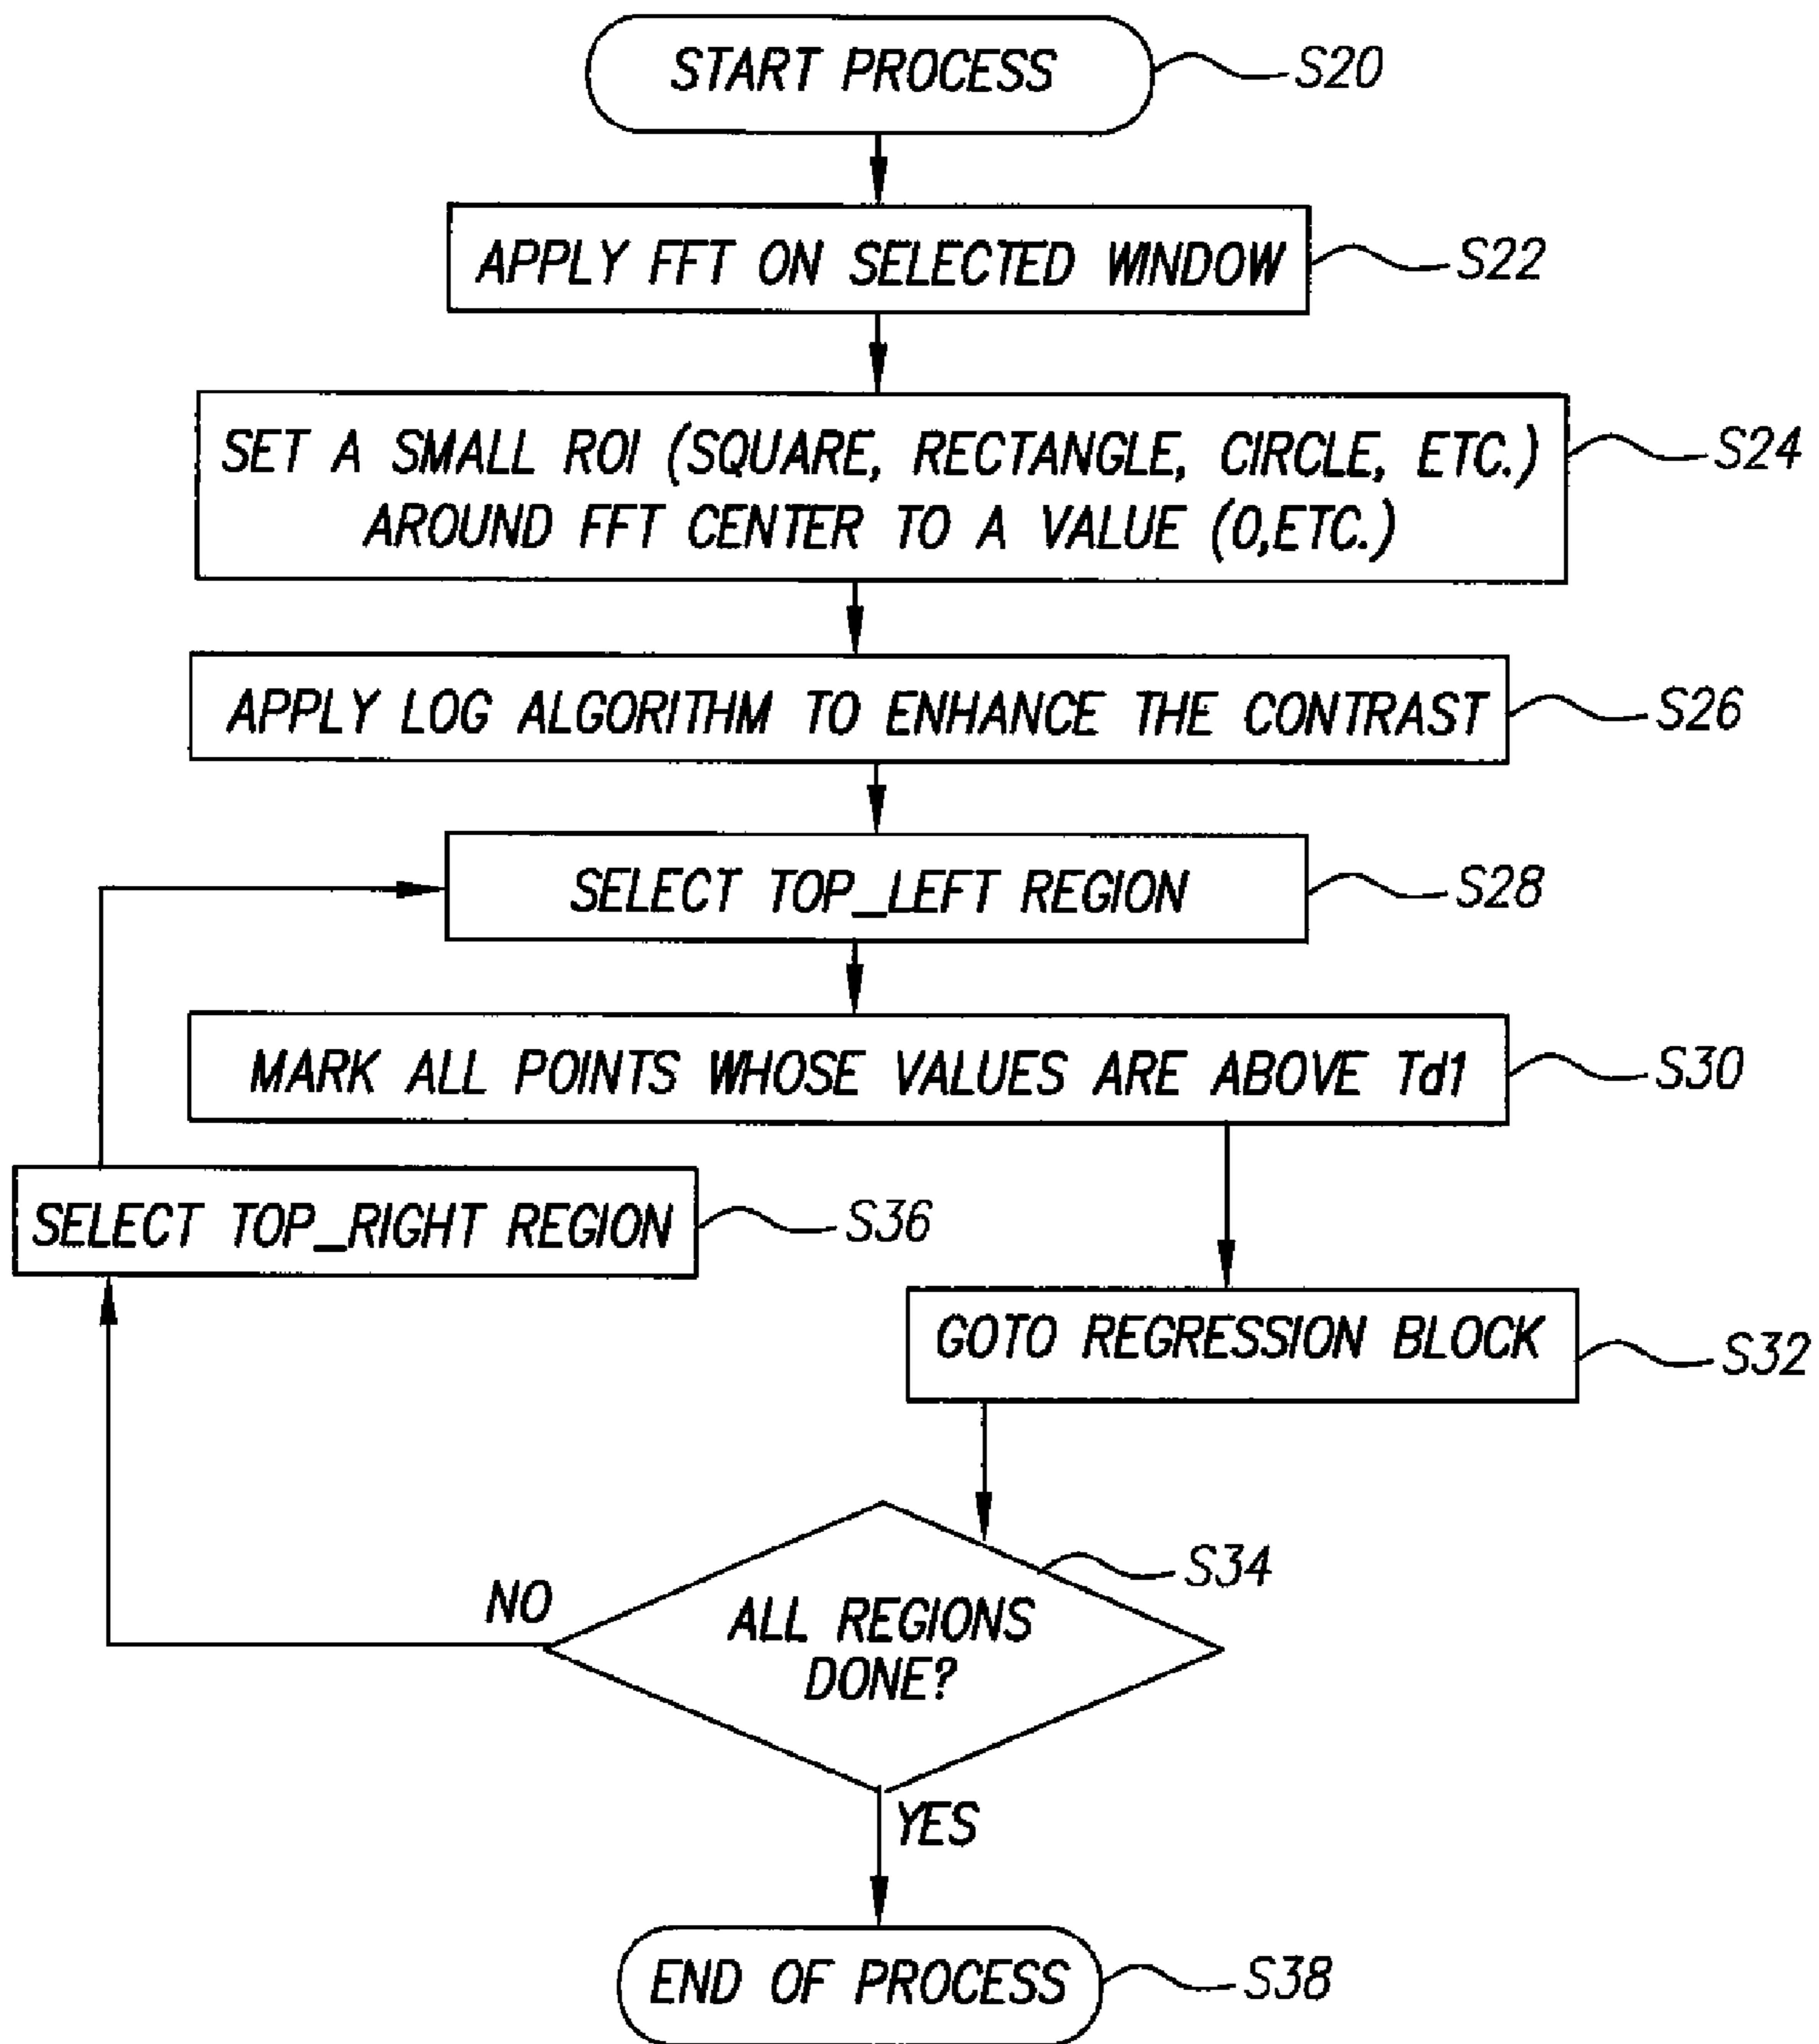 START PROCESS
S20
APPLY FFT ON SELECTED WINDOW
S22
SET A SMALL ROI (SQUARE, RECTANGLE, CIRCLE, ETC.)
AROUND FFT CENTER TO A VALUE (0,ETC.)
S24
APPLY LOG ALGORITHM TO ENHANCE THE CONTRAST
S26
SELECT TOP_LEFT REGION
S28
MARK ALL POINTS WHOSE VALUES ARE ABOVE Td1
S30
SELECT TOP_RIGHT REGION
S36
GOTO REGRESSION BLOCK
S32
S34
NO
ALL REGIONS
DONE?
YES
END OF PROCESS
S38